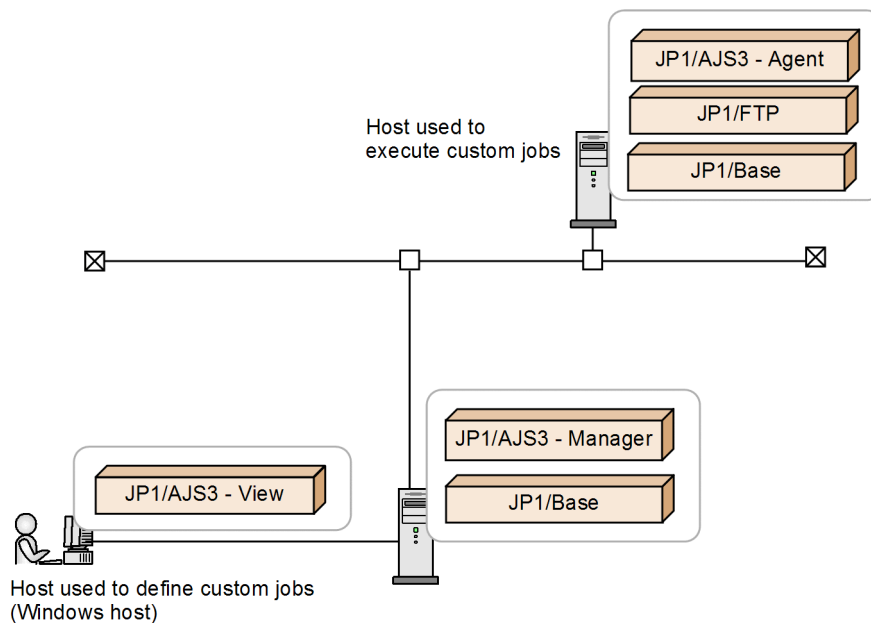 JP1/AJS3 - Agent
JP1/FTP
JP1/Base
Host used to
execute custom jobs
JP1/AJS3 - Manager
JP1/Base
JP1/AJS3 - View
Host used to define custom jobs
(Windows host)